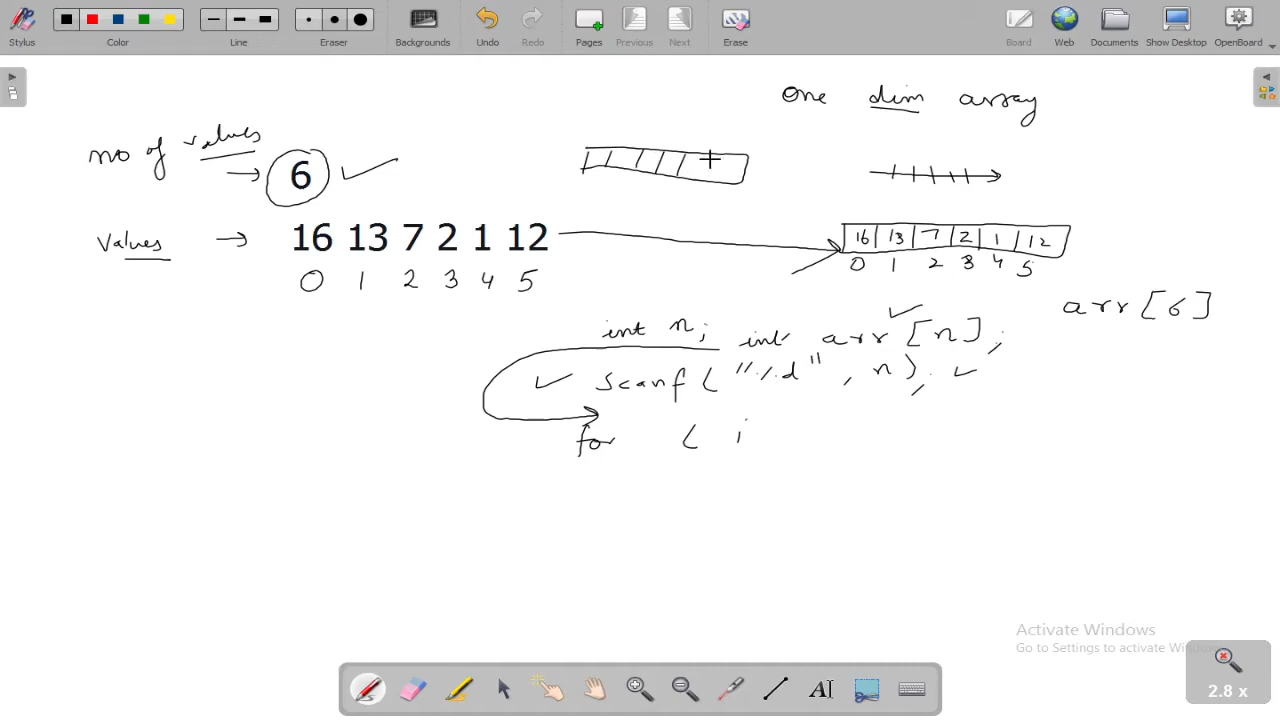 Stylus Color Line Eraser Backgrounds Undo Redo Pages Previous Next Erase Board Web Documents Show Desktop OpenBoard
One dim array
no of values
→ 6
values → 16 13 7 2 1 12
16 13 7 2 1 12
0 1 2 3 4 5
0 1 2 3 4 5
arr [6]
int n; int arr [n];
scanf ( "%d" , n );
for ( i
Activate Windows
Go to Settings to activate Win
2.8 x